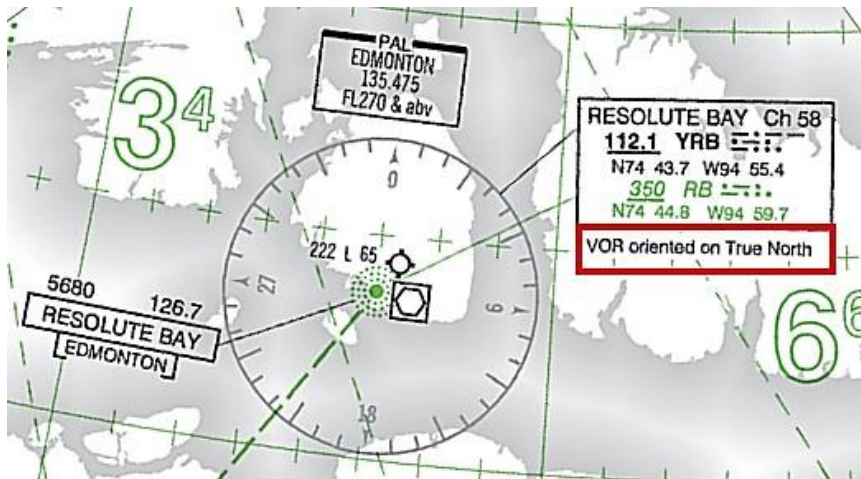 PAL
EDMONTON
135.475
FL270 & abv
3⁴
RESOLUTE BAY Ch 58
112.1 YRB
N74 43.7 W94 55.4
350 RB
N74 44.8 W94 59.7
VOR oriented on True North
0
222 L 65
27
9
18
5680 126.7
RESOLUTE BAY
EDMONTON
6⁶